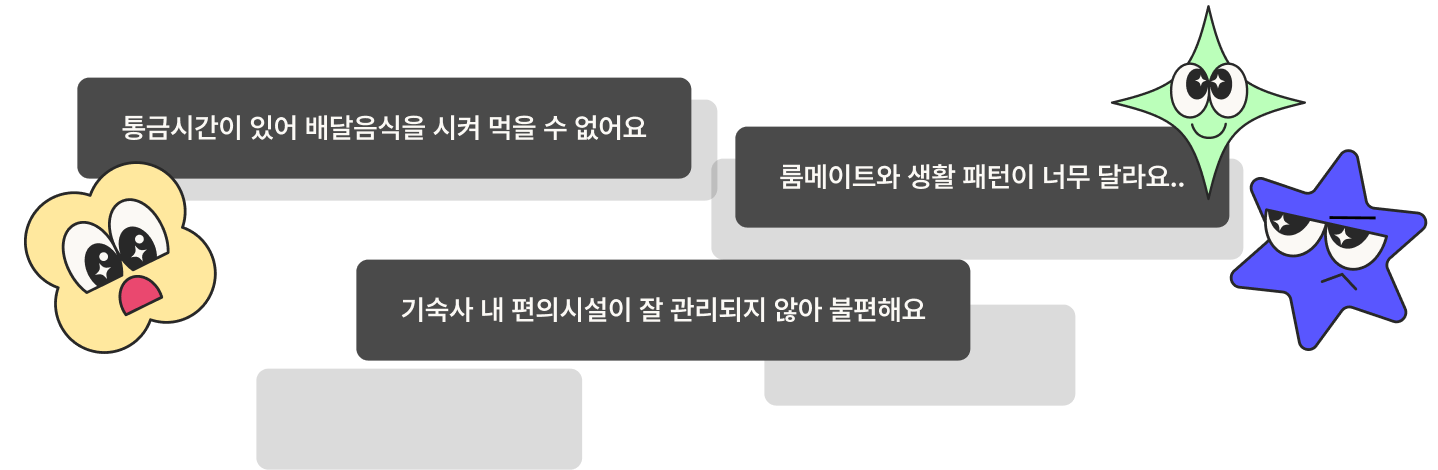 통금시간이 있어 배달음식을 시켜 먹을 수 없어요
룸메이트와 생활 패턴이 너무 달라요..
기숙사 내 편의시설이 잘 관리되지 않아 불편해요